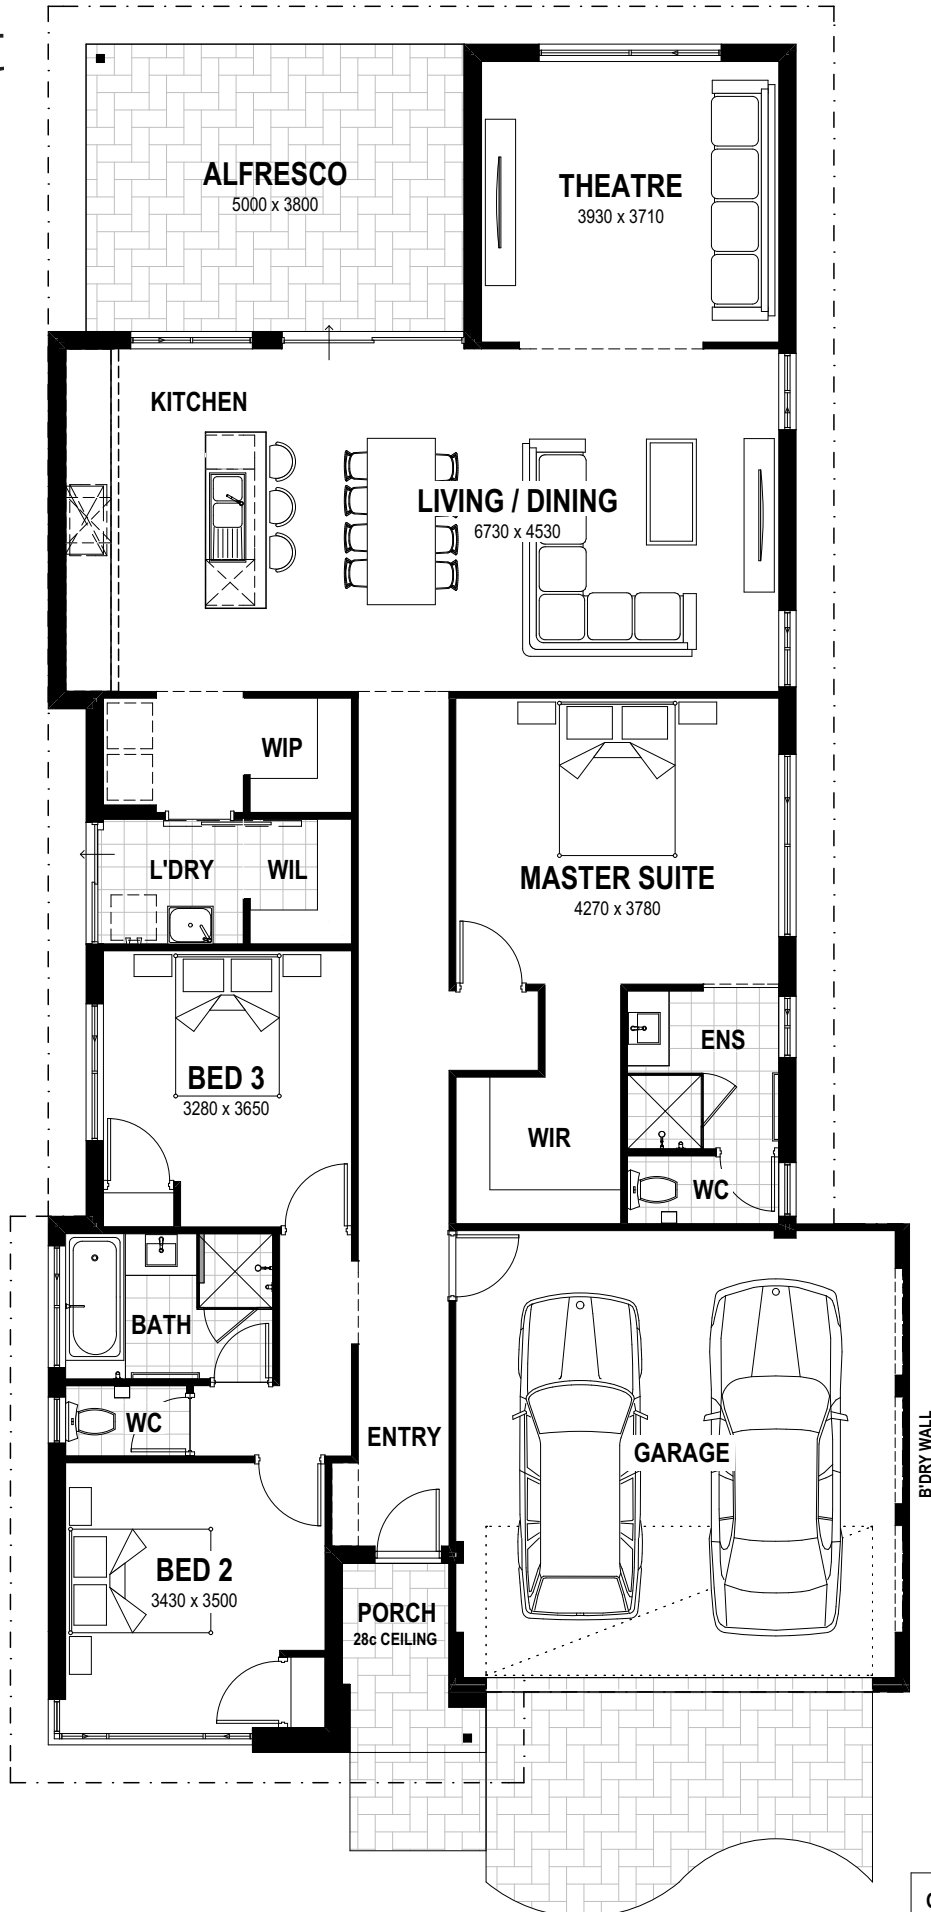 ALFRESCO
5000 x 3800
THEATRE
3930 x 3710
KITCHEN
LIVING / DINING
6730 x 4530
WIP
L'DRY
WIL
MASTER SUITE
4270 x 3780
BED 3
3280 x 3650
ENS
WIR
WC
BATH
WC
ENTRY
GARAGE
B'DRY WALL
BED 2
3430 x 3500
PORCH
28c CEILING